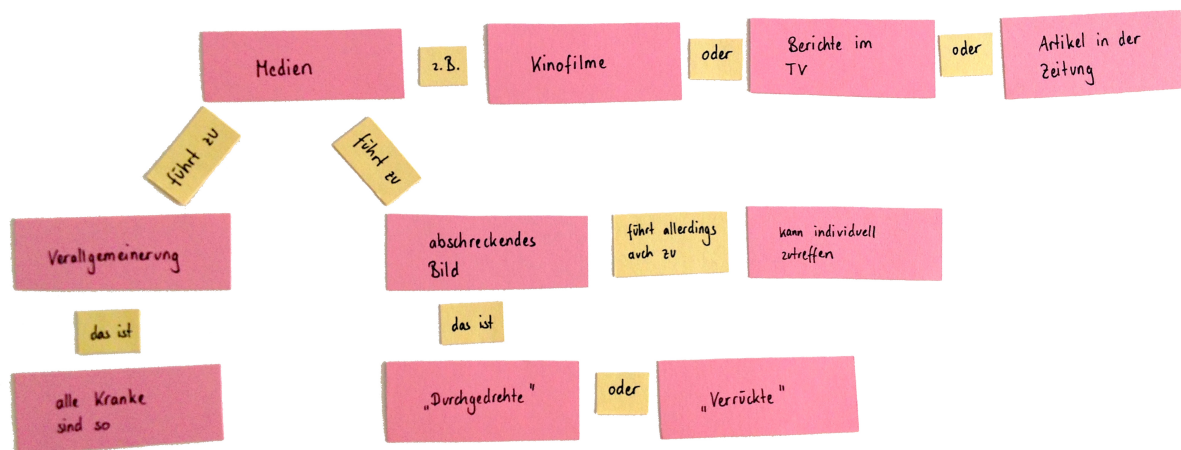 Medien
z.B.
Kinofilme
oder
Berichte im
TV
oder
Artikel in der
Zeitung
führt zu
führt zu
Verallgemeinerung
abschreckendes
Bild
führt allerdings
auch zu
kann individuell
zutreffen
das ist
das ist
alle Kranke
sind so
„Durchgedrehte"
oder
„Verrückte"